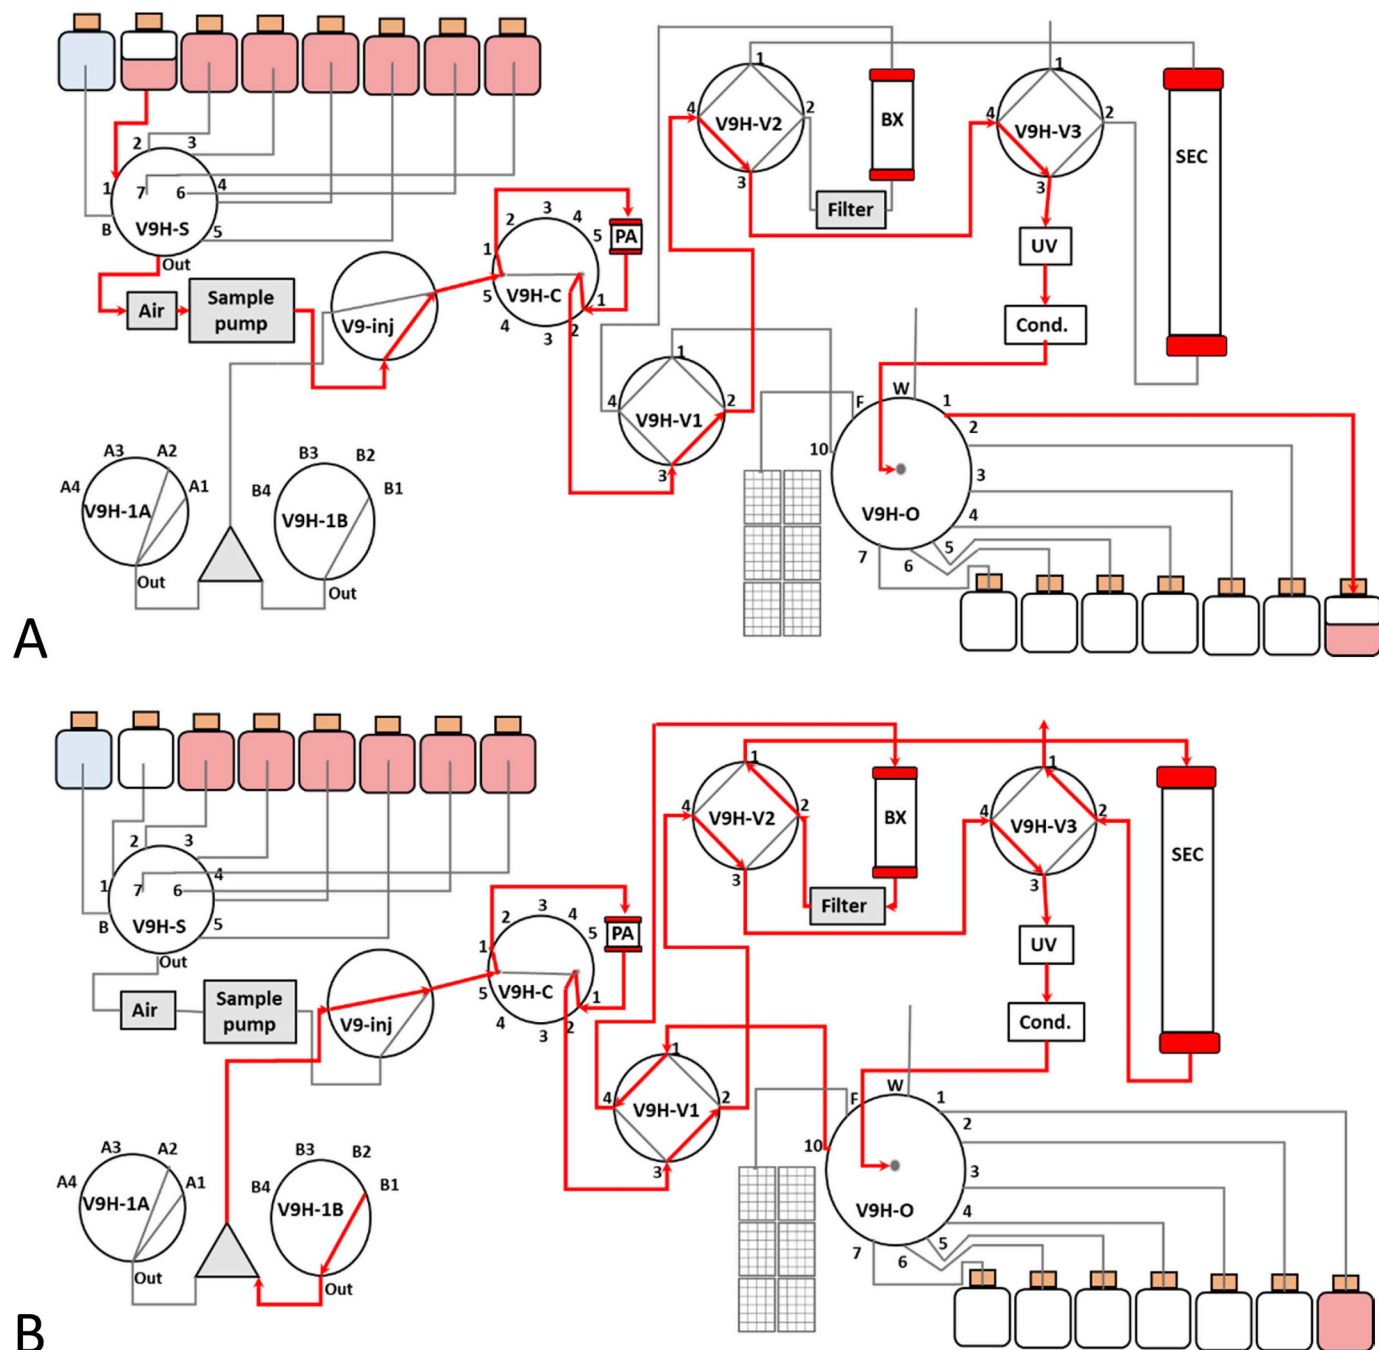 1
2
3
4
5
6
7
B
V9H-S
Out
Air
Sample
pump
V9-inj
1
2
3
4
5
V9H-C
5
4
3
2
1
PA
1
2
3
4
V9H-V2
BX
Filter
1
2
3
4
V9H-V3
SEC
UV
Cond.
1
2
3
4
V9H-V1
A4
A3
A2
A1
V9H-1A
Out
B4
B3
B2
B1
V9H-1B
Out
F
W
10
1
2
3
4
5
6
7
V9H-O
A
1
2
3
4
5
6
7
B
V9H-S
Out
Air
Sample
pump
V9-inj
1
2
3
4
5
V9H-C
5
4
3
2
1
PA
1
2
3
4
V9H-V2
BX
Filter
1
2
3
4
V9H-V3
SEC
UV
Cond.
1
2
3
4
V9H-V1
A4
A3
A2
A1
V9H-1A
Out
B4
B3
B2
B1
V9H-1B
Out
F
W
10
1
2
3
4
5
6
7
V9H-O
B